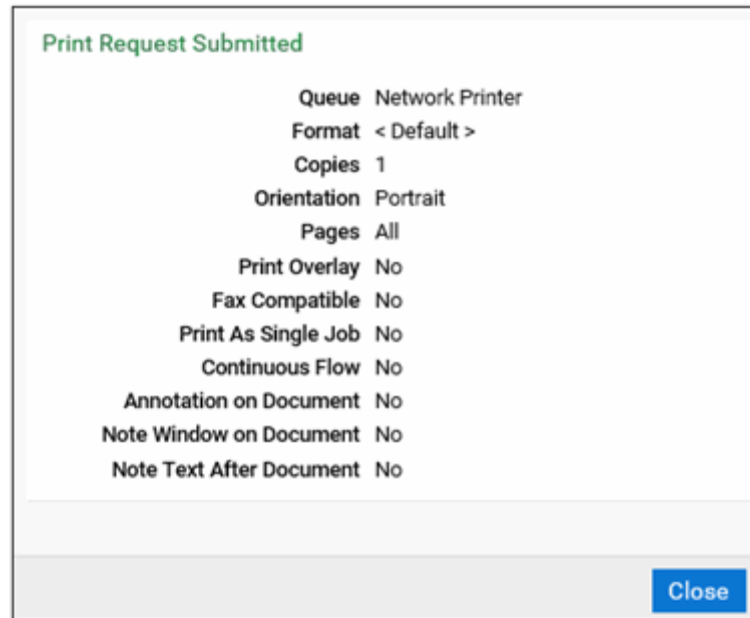 Print Request Submitted
Queue Network Printer
Format < Default >
Copies 1
Orientation Portrait
Pages All
Print Overlay No
Fax Compatible No
Print As Single Job No
Continuous Flow No
Annotation on Document No
Note Window on Document No
Note Text After Document No
Close